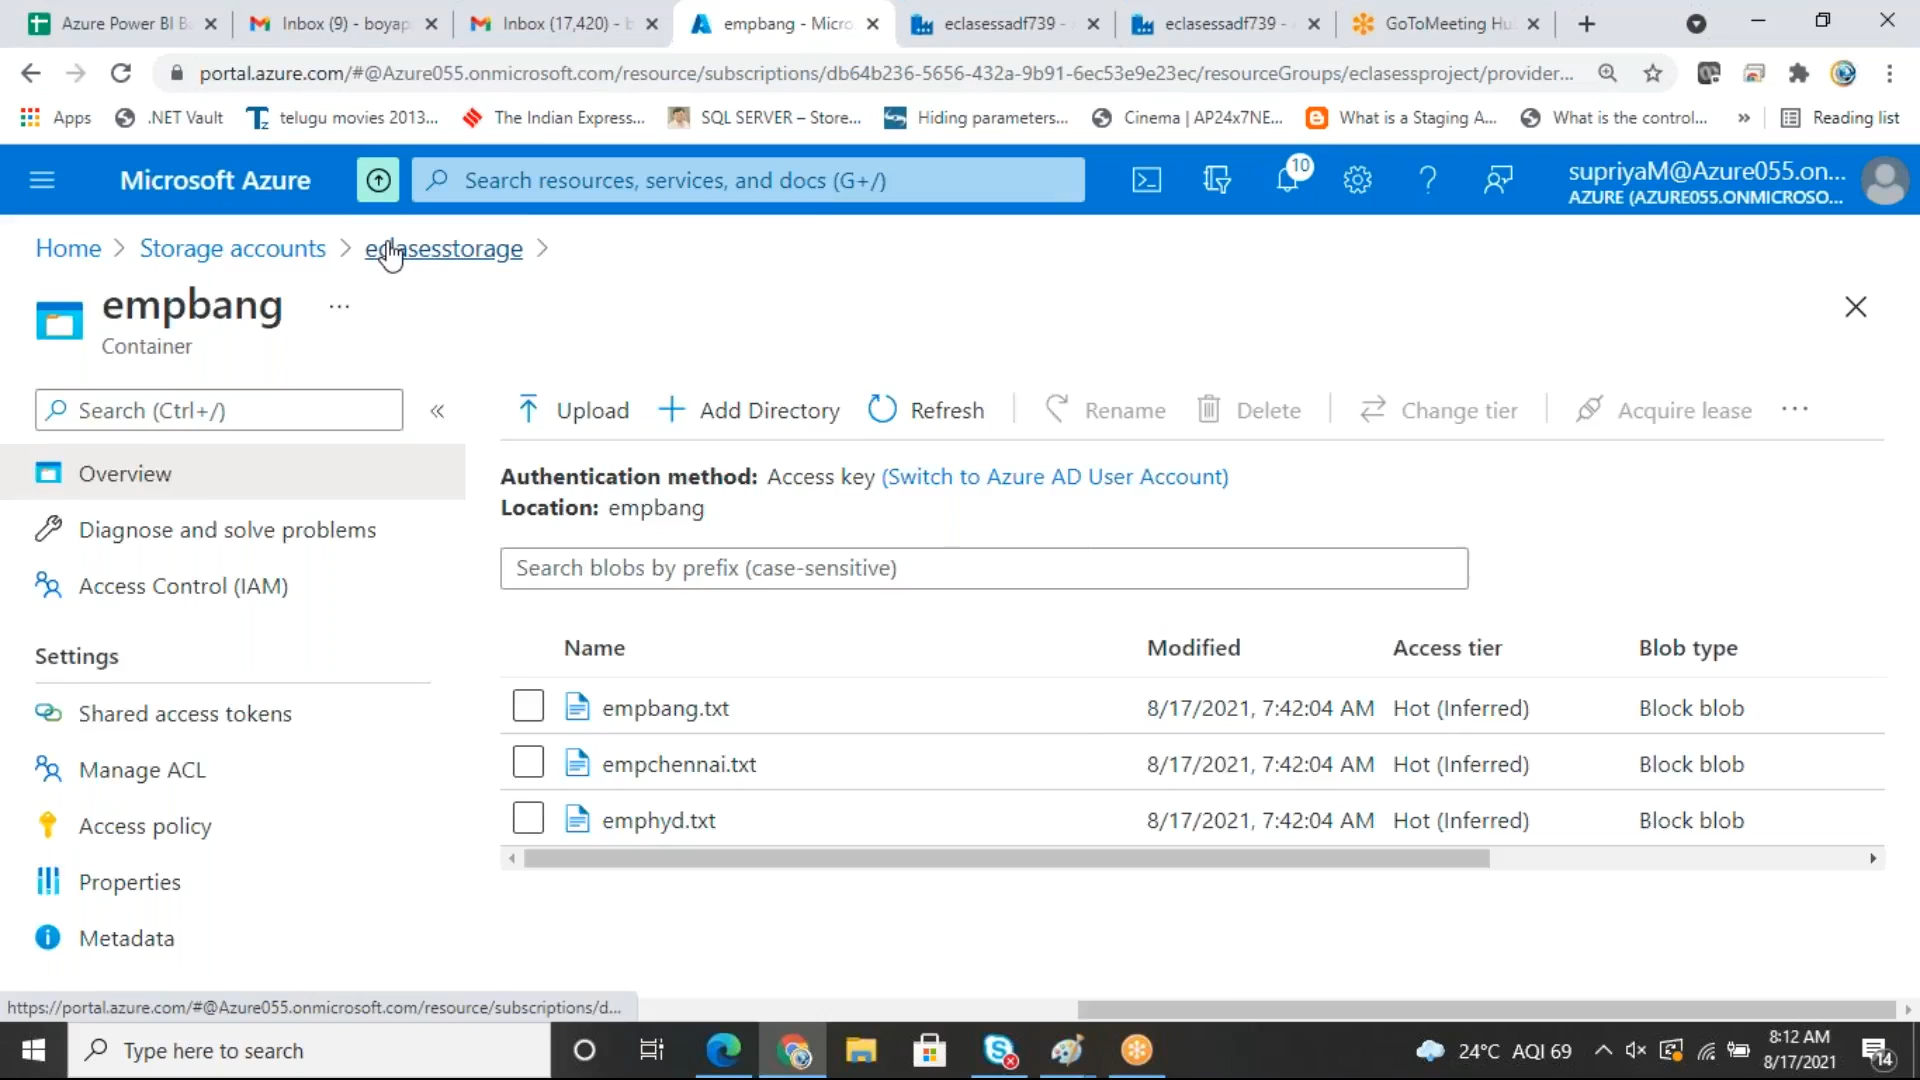 Azure Power BI B
Inbox (9) - boyap
Inbox (17,420) - b
empbang - Micro
eclasessadf739 -
eclasessadf739 -
GoToMeeting Hu
portal.azure.com/#@Azure055.onmicrosoft.com/resource/subscriptions/db64b236-5656-432a-9b91-6ec53e9e23ec/resourceGroups/eclasessproject/provider...
Apps
.NET Vault
telugu movies 2013...
The Indian Express...
SQL SERVER – Store...
Hiding parameters...
Cinema | AP24x7NE...
What is a Staging A...
What is the control...
»
Reading list
Microsoft Azure
Search resources, services, and docs (G+/)
10
supriyaM@Azure055.on...
AZURE (AZURE055.ONMICROSO...
Home > Storage accounts > eclasesstorage >
empbang ...
Container
Search (Ctrl+/)
«
Upload
Add Directory
Refresh
Rename
Delete
Change tier
Acquire lease
...
Overview
Diagnose and solve problems
Access Control (IAM)
Settings
Shared access tokens
Manage ACL
Access policy
Properties
Metadata
Authentication method: Access key (Switch to Azure AD User Account)
Location: empbang
Search blobs by prefix (case-sensitive)
Name Modified Access tier Blob type
empbang.txt 8/17/2021, 7:42:04 AM Hot (Inferred) Block blob
empchennai.txt 8/17/2021, 7:42:04 AM Hot (Inferred) Block blob
emphyd.txt 8/17/2021, 7:42:04 AM Hot (Inferred) Block blob
https://portal.azure.com/#@Azure055.onmicrosoft.com/resource/subscriptions/d...
Type here to search
24°C AQI 69
8:12 AM
8/17/2021
14